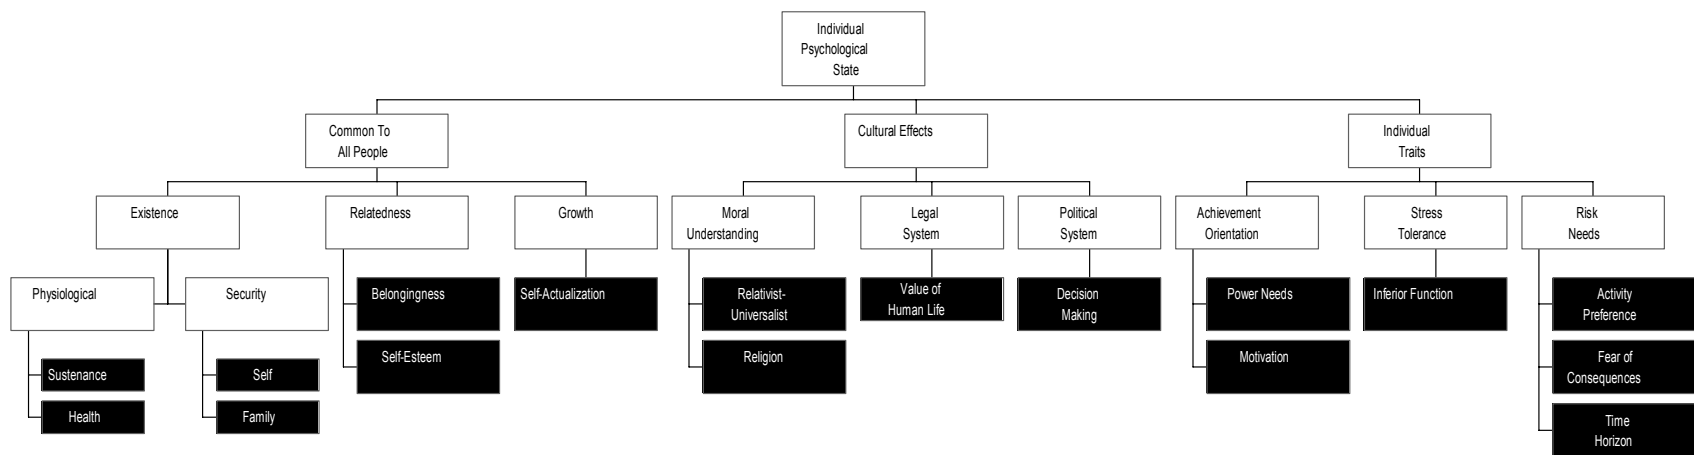 Individual
Psychological
State
Common To
All People
Cultural Effects
Individual
Traits
Existence
Relatedness
Growth
Moral
Understanding
Legal
System
Political
System
Achievement
Orientation
Stress
Tolerance
Risk
Needs
Physiological
Security
Belongingness
Self-Actualization
Relativist-
Universalist
Value of
Human Life
Decision
Making
Power Needs
Inferior Function
Activity
Preference
Self-Esteem
Religion
Motivation
Fear of
Consequences
Sustenance
Self
Health
Family
Time
Horizon